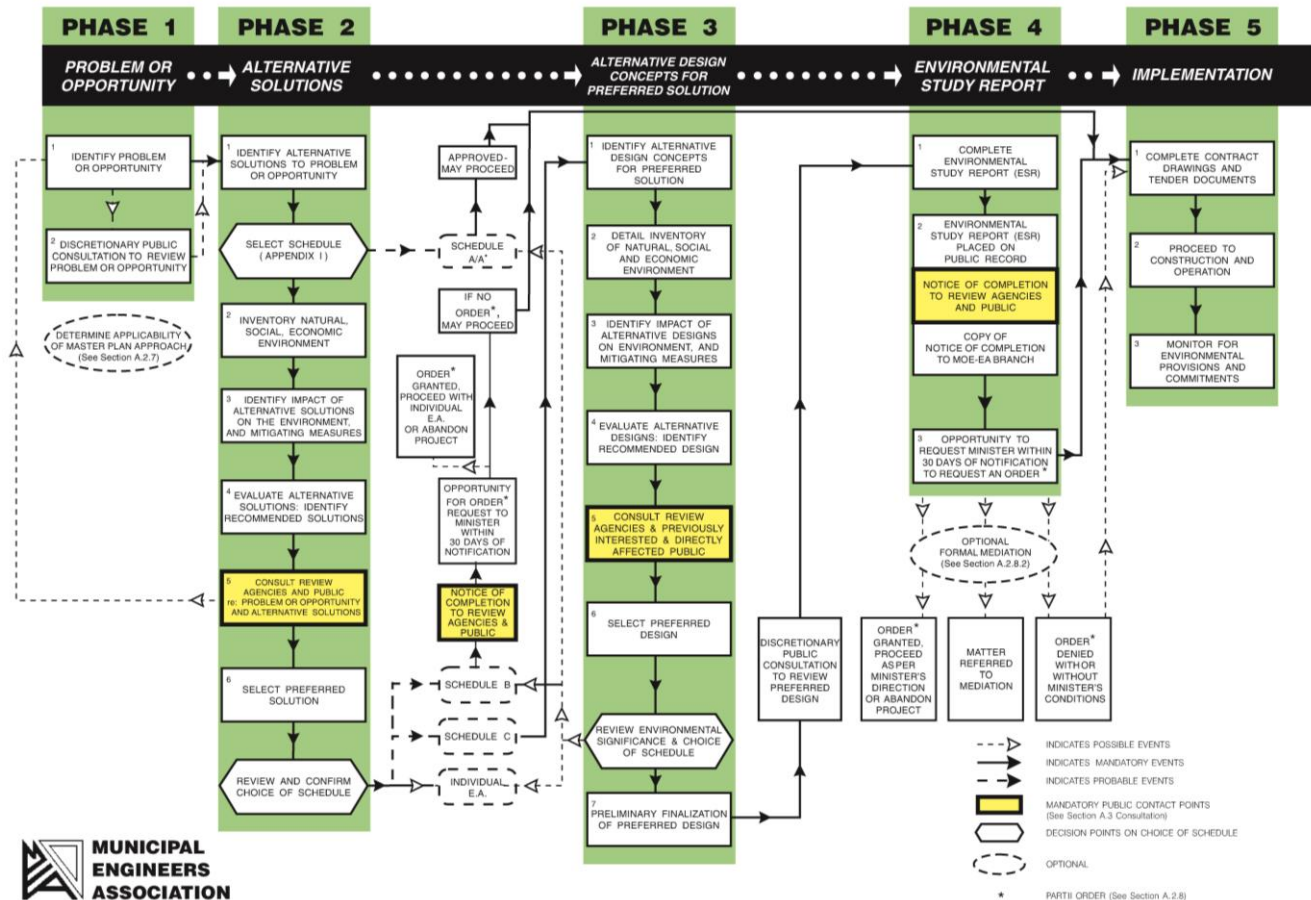 PHASE 1
PROBLEM OR
OPPORTUNITY
1
IDENTIFY PROBLEM
OR OPPORTUNITY
2
DISCRETIONARY PUBLIC
CONSULTATION TO REVIEW
PROBLEM OR OPPORTUNITY
DETERMINE APPLICABILITY
OF MASTER PLAN APPROACH
(See Section A.2.7)
PHASE 2
ALTERNATIVE
SOLUTIONS
1
IDENTIFY ALTERNATIVE
SOLUTIONS TO PROBLEM
OR OPPORTUNITY
SELECT SCHEDULE
( APPENDIX I )
2
INVENTORY NATURAL,
SOCIAL, ECONOMIC
ENVIRONMENT
3
IDENTIFY IMPACT OF
ALTERNATIVE SOLUTIONS
ON THE ENVIRONMENT,
AND MITIGATING MEASURES
4
EVALUATE ALTERNATIVE
SOLUTIONS: IDENTIFY
RECOMMENDED SOLUTIONS
5
CONSULT REVIEW
AGENCIES AND PUBLIC
re: PROBLEM OR OPPORTUNITY
AND ALTERNATIVE SOLUTIONS
6
SELECT PREFERRED
SOLUTION
REVIEW AND CONFIRM
CHOICE OF SCHEDULE
APPROVED-
MAY PROCEED
SCHEDULE
A/A+
IF NO
ORDER*,
MAY PROCEED
ORDER*
GRANTED,
PROCEED WITH
INDIVIDUAL
E.A.
OR ABANDON
PROJECT
OPPORTUNITY
FOR ORDER*
REQUEST TO
MINISTER
WITHIN
30 DAYS OF
NOTIFICATION
NOTICE OF
COMPLETION
TO REVIEW
AGENCIES &
PUBLIC
SCHEDULE B
SCHEDULE C
INDIVIDUAL
E.A.
PHASE 3
ALTERNATIVE DESIGN
CONCEPTS FOR
PREFERRED SOLUTION
1
IDENTIFY ALTERNATIVE
DESIGN CONCEPTS
FOR PREFERRED
SOLUTION
2
DETAIL INVENTORY
OF NATURAL, SOCIAL
AND ECONOMIC
ENVIRONMENT
3
IDENTIFY IMPACT OF
ALTERNATIVE DESIGNS
ON ENVIRONMENT, AND
MITIGATING MEASURES
4
EVALUATE ALTERNATIVE
DESIGNS: IDENTIFY
RECOMMENDED DESIGN
5
CONSULT REVIEW
AGENCIES & PREVIOUSLY
INTERESTED & DIRECTLY
AFFECTED PUBLIC
6
SELECT PREFERRED
DESIGN
REVIEW ENVIRONMENTAL
SIGNIFICANCE & CHOICE
OF SCHEDULE
7
PRELIMINARY FINALIZATION
OF PREFERRED DESIGN
DISCRETIONARY
PUBLIC
CONSULTATION
TO REVIEW
PREFERRED
DESIGN
PHASE 4
ENVIRONMENTAL
STUDY REPORT
1
COMPLETE
ENVIRONMENTAL
STUDY REPORT (ESR)
2
ENVIRONMENTAL
STUDY REPORT (ESR)
PLACED ON
PUBLIC RECORD
NOTICE OF COMPLETION
TO REVIEW AGENCIES
AND PUBLIC
COPY OF
NOTICE OF COMPLETION
TO MOE-EA BRANCH
3
OPPORTUNITY TO
REQUEST MINISTER WITHIN
30 DAYS OF NOTIFICATION
TO REQUEST AN ORDER*
OPTIONAL
FORMAL MEDIATION
(See Section A.2.8.2)
ORDER*
GRANTED,
PROCEED
AS PER
MINISTER'S
DIRECTION
OR ABANDON
PROJECT
MATTER
REFERRED
TO
MEDIATION
ORDER*
DENIED
WITH OR
WITHOUT
MINISTER'S
CONDITIONS
PHASE 5
IMPLEMENTATION
1
COMPLETE CONTRACT
DRAWINGS AND
TENDER DOCUMENTS
2
PROCEED TO
CONSTRUCTION AND
OPERATION
3
MONITOR FOR
ENVIRONMENTAL
PROVISIONS AND
COMMITMENTS
INDICATES POSSIBLE EVENTS
INDICATES MANDATORY EVENTS
INDICATES PROBABLE EVENTS
MANDATORY PUBLIC CONTACT POINTS
(See Section A.3 Consultation)
DECISION POINTS ON CHOICE OF SCHEDULE
OPTIONAL
* PART II ORDER (See Section A.2.8)
MUNICIPAL
ENGINEERS
ASSOCIATION